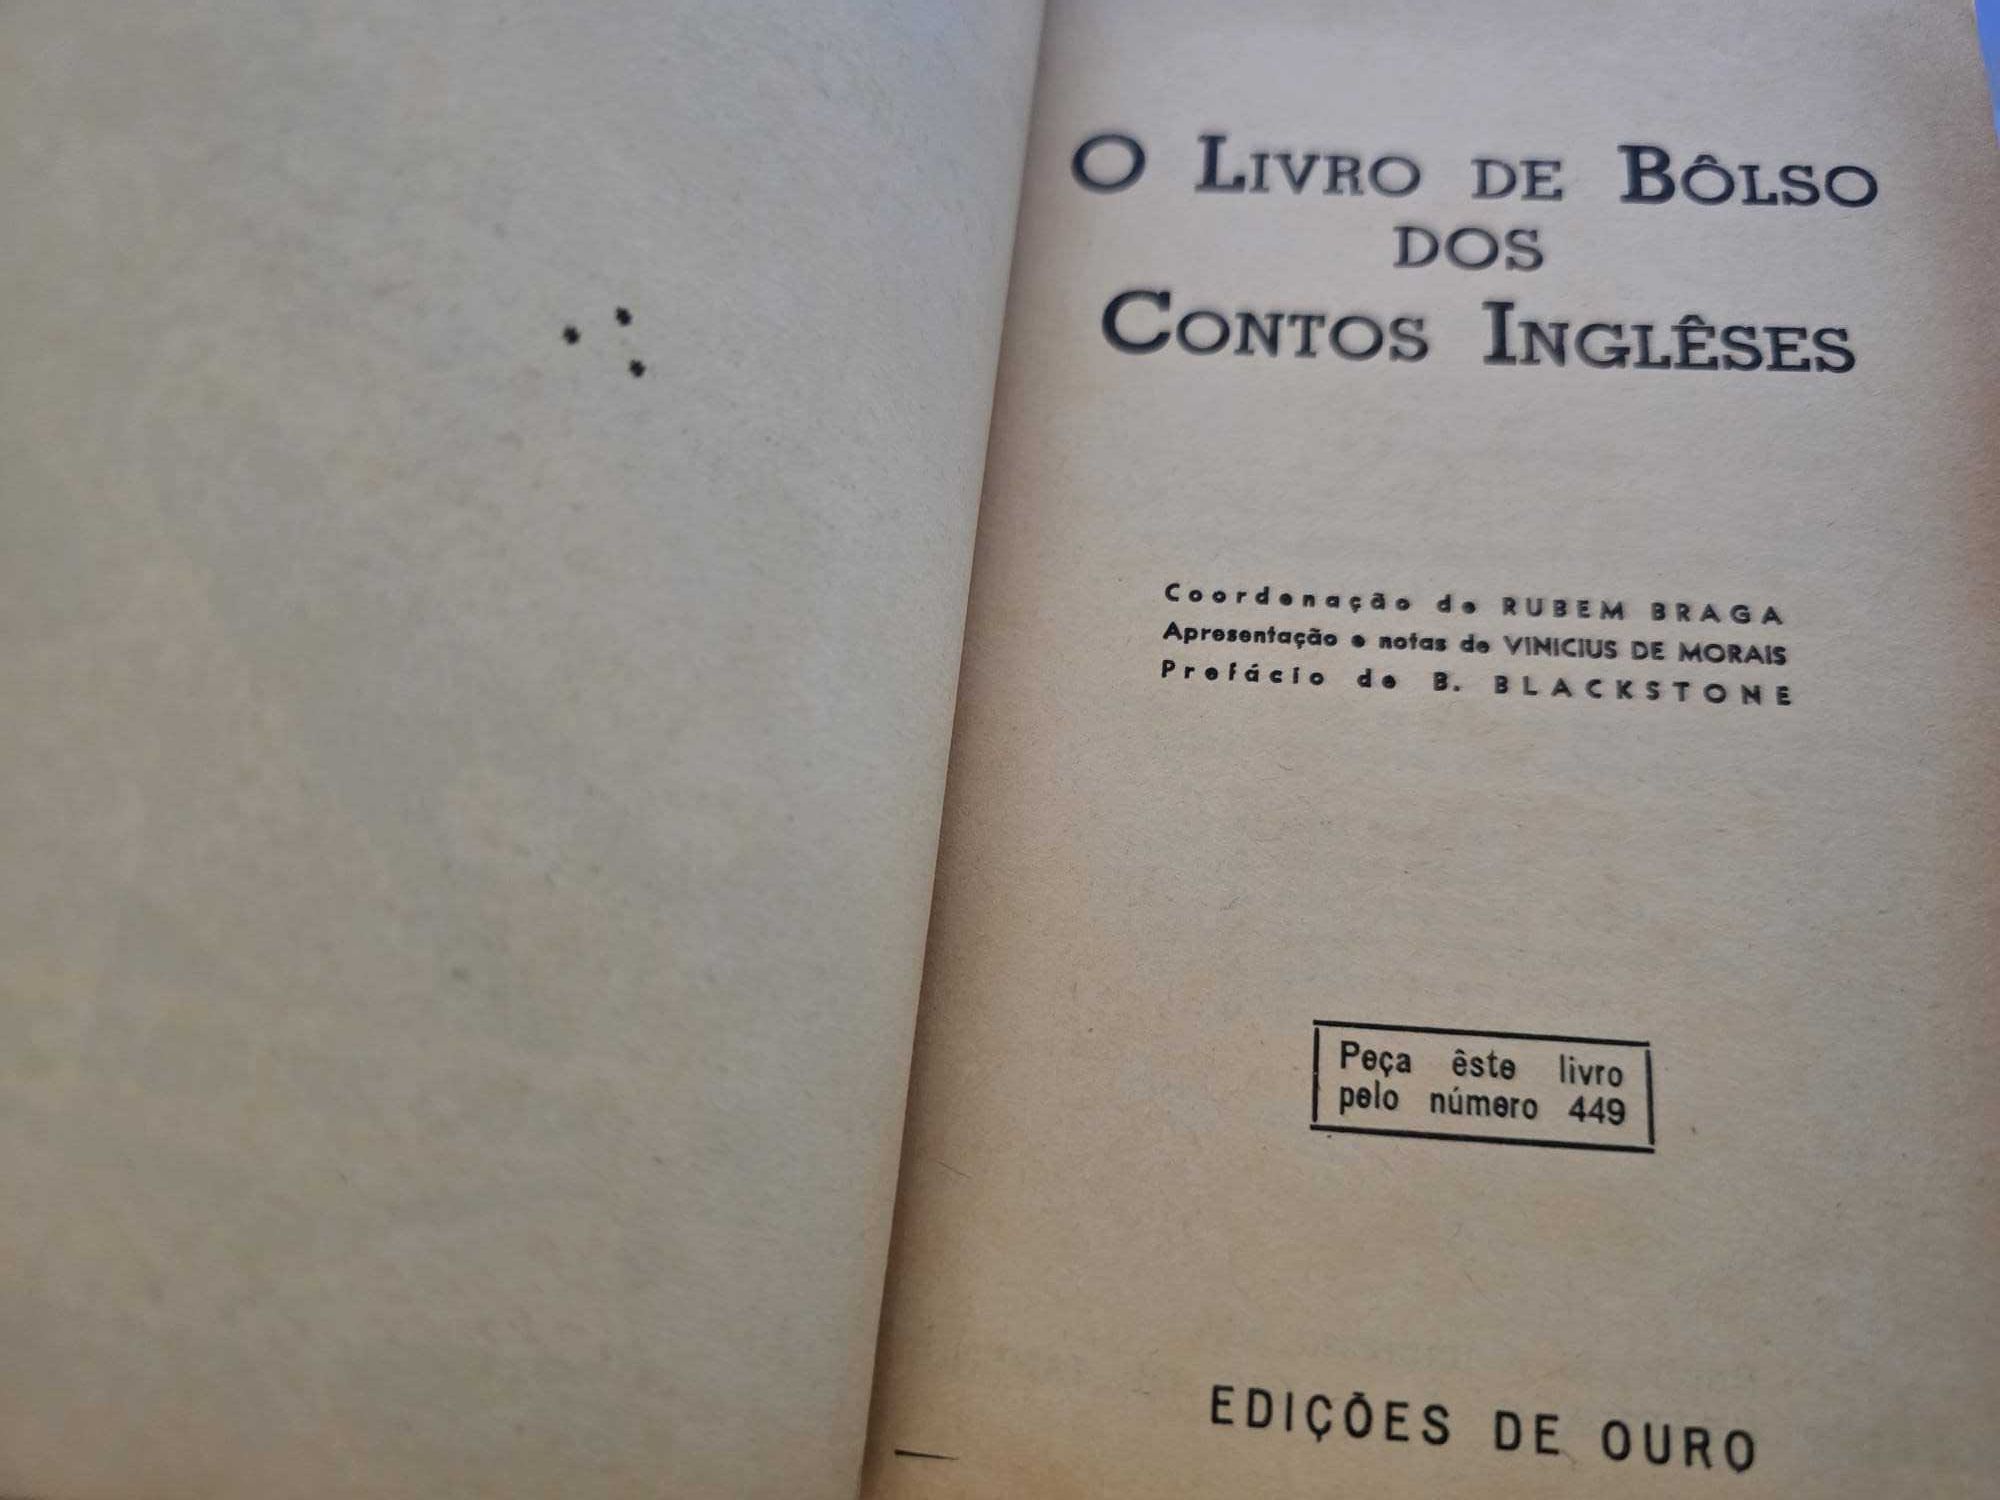 O LIVRO DE BÔLSO
DOS
CONTOS INGLÊSES
Coordenação de RUBEM BRAGA
Apresentação e notas de VINICIUS DE MORAIS
Prefácio de B. BLACKSTONE
Peça êste livro
pelo número 449
EDIÇÕES DE OURO